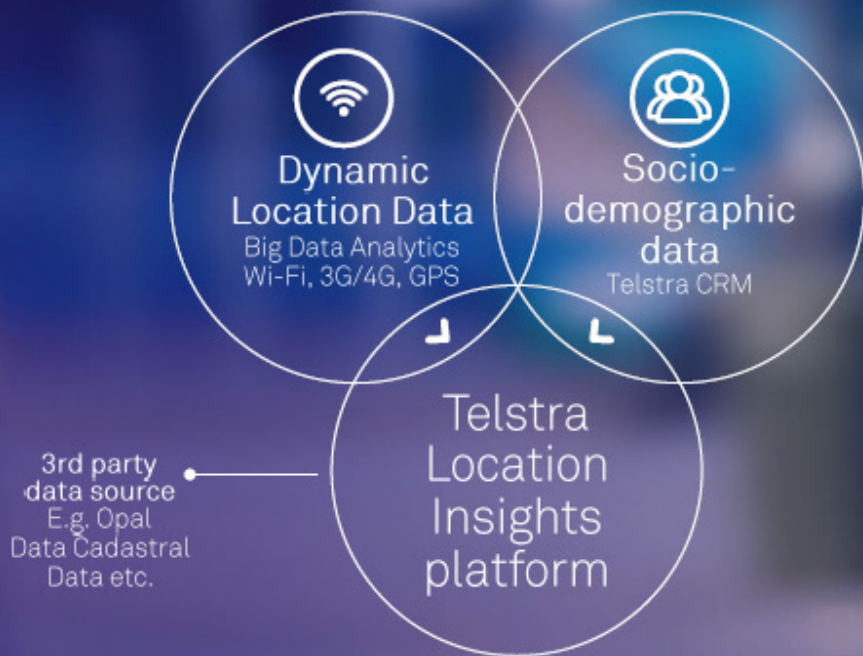 Dynamic
Location Data
Big Data Analytics
Wi-Fi, 3G/4G, GPS
Socio-
demographic
data
Telstra CRM
Telstra
Location
Insights
platform
3rd party
data source
E.g. Opal
Data Cadastral
Data etc.